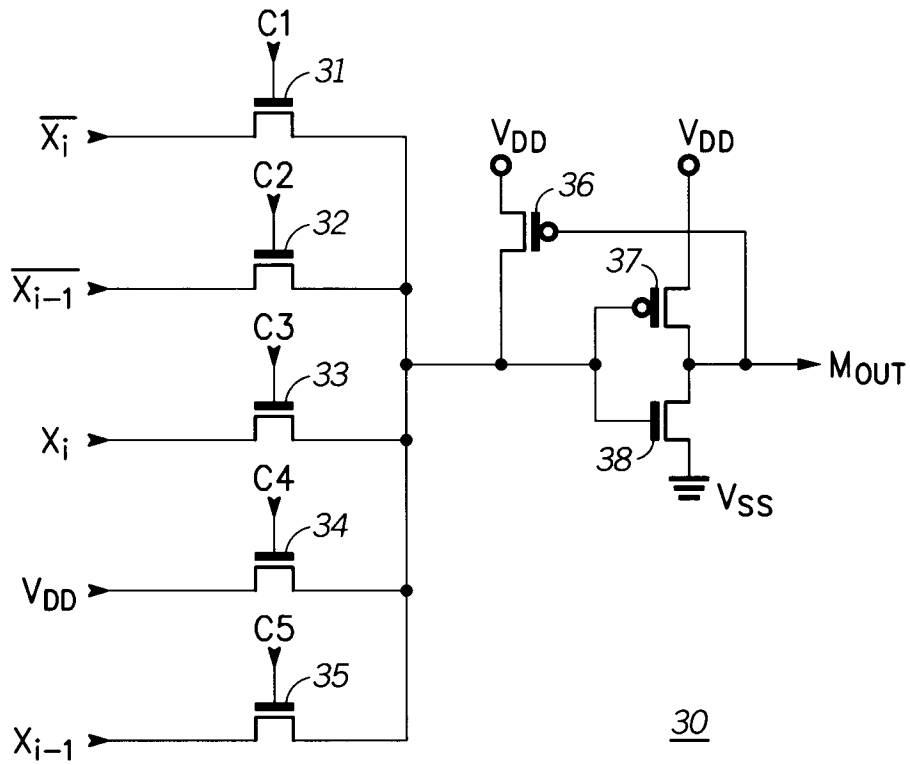 C1
31
X̅ᵢ
C2
32
X̅ᵢ₋₁
C3
33
Xᵢ
C4
34
VDD
C5
35
Xᵢ₋₁
VDD
VDD
36
37
38
MOUT
VSS
30